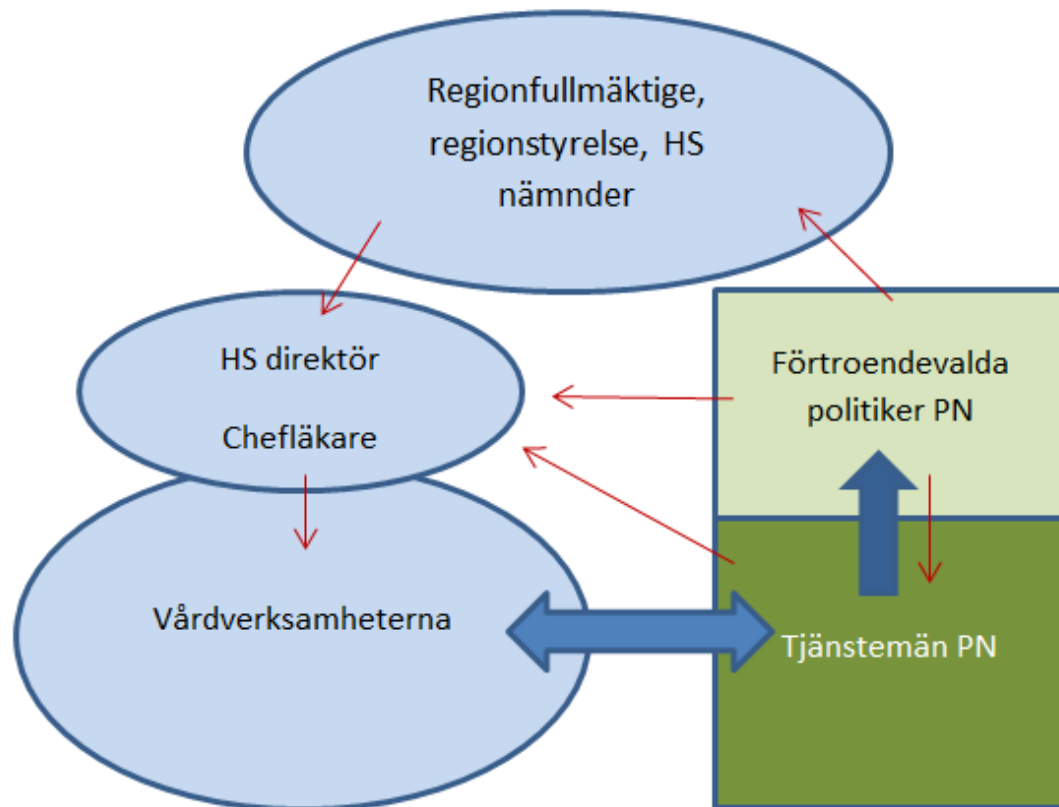 Regionfullmäktige,
regionstyrelse, HS
nämnder
HS direktör
Chefläkare
Förtroendevalda
politiker PN
Vårdverksamheterna
Tjänstemän PN